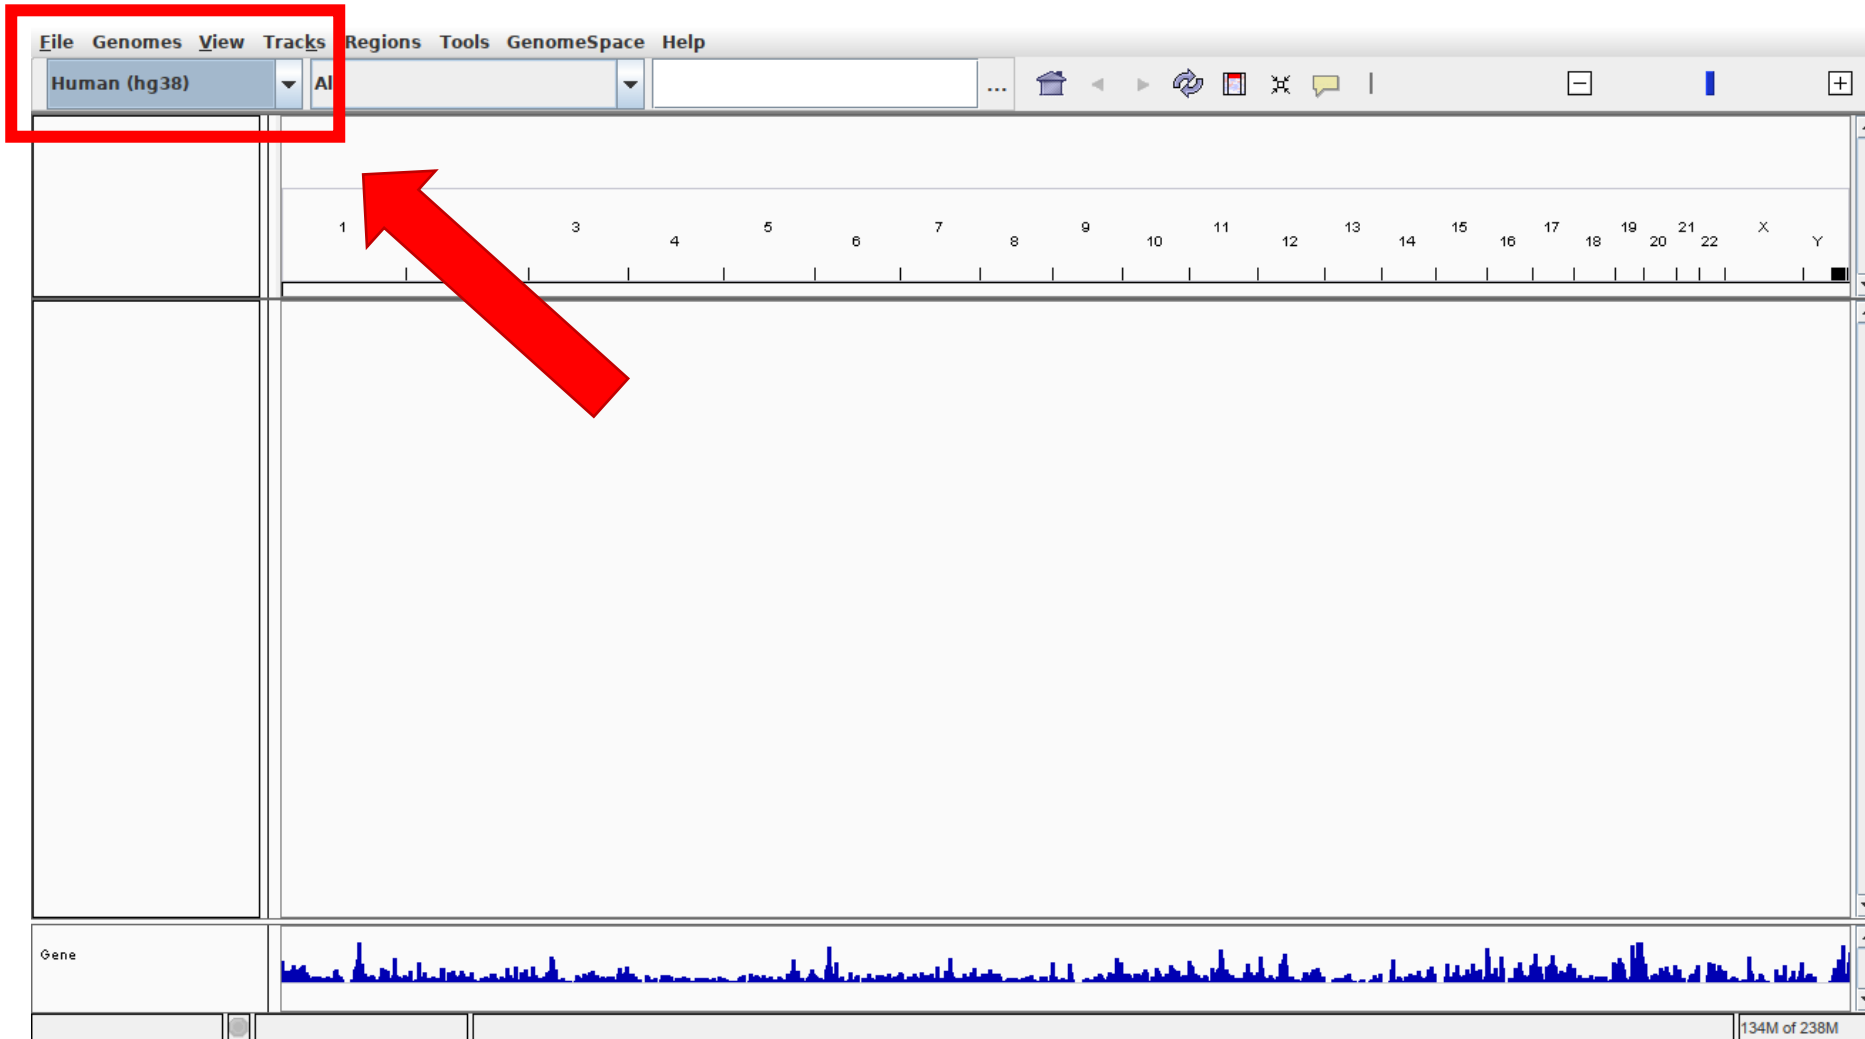 File Genomes View Tracks Regions Tools GenomeSpace Help
Human (hg38) Al ...
1 3 4 5 6 7 8 9 10 11 12 13 14 15 16 17 18 19 20 21 22 X Y
Gene
134M of 238M